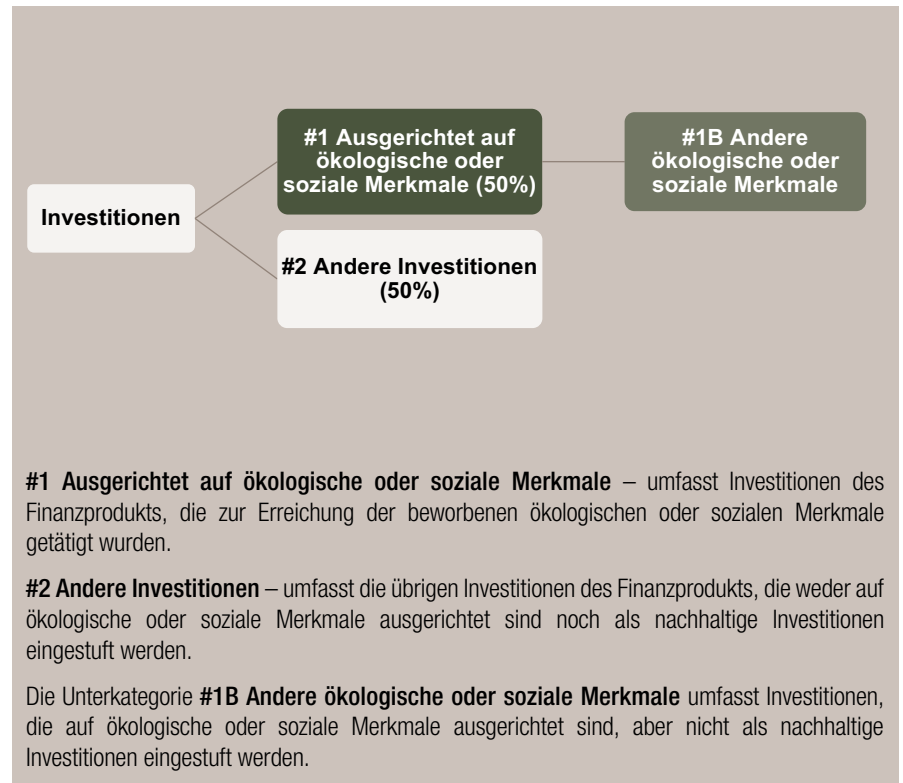 #1 Ausgerichtet auf
ökologische oder
soziale Merkmale (50%)
#1B Andere
ökologische oder
soziale Merkmale
Investitionen
#2 Andere Investitionen
(50%)
#1 Ausgerichtet auf ökologische oder soziale Merkmale – umfasst Investitionen des
Finanzprodukts, die zur Erreichung der beworbenen ökologischen oder sozialen Merkmale
getätigt wurden.
#2 Andere Investitionen – umfasst die übrigen Investitionen des Finanzprodukts, die weder auf
ökologische oder soziale Merkmale ausgerichtet sind noch als nachhaltige Investitionen
eingestuft werden.
Die Unterkategorie #1B Andere ökologische oder soziale Merkmale umfasst Investitionen,
die auf ökologische oder soziale Merkmale ausgerichtet sind, aber nicht als nachhaltige
Investitionen eingestuft werden.